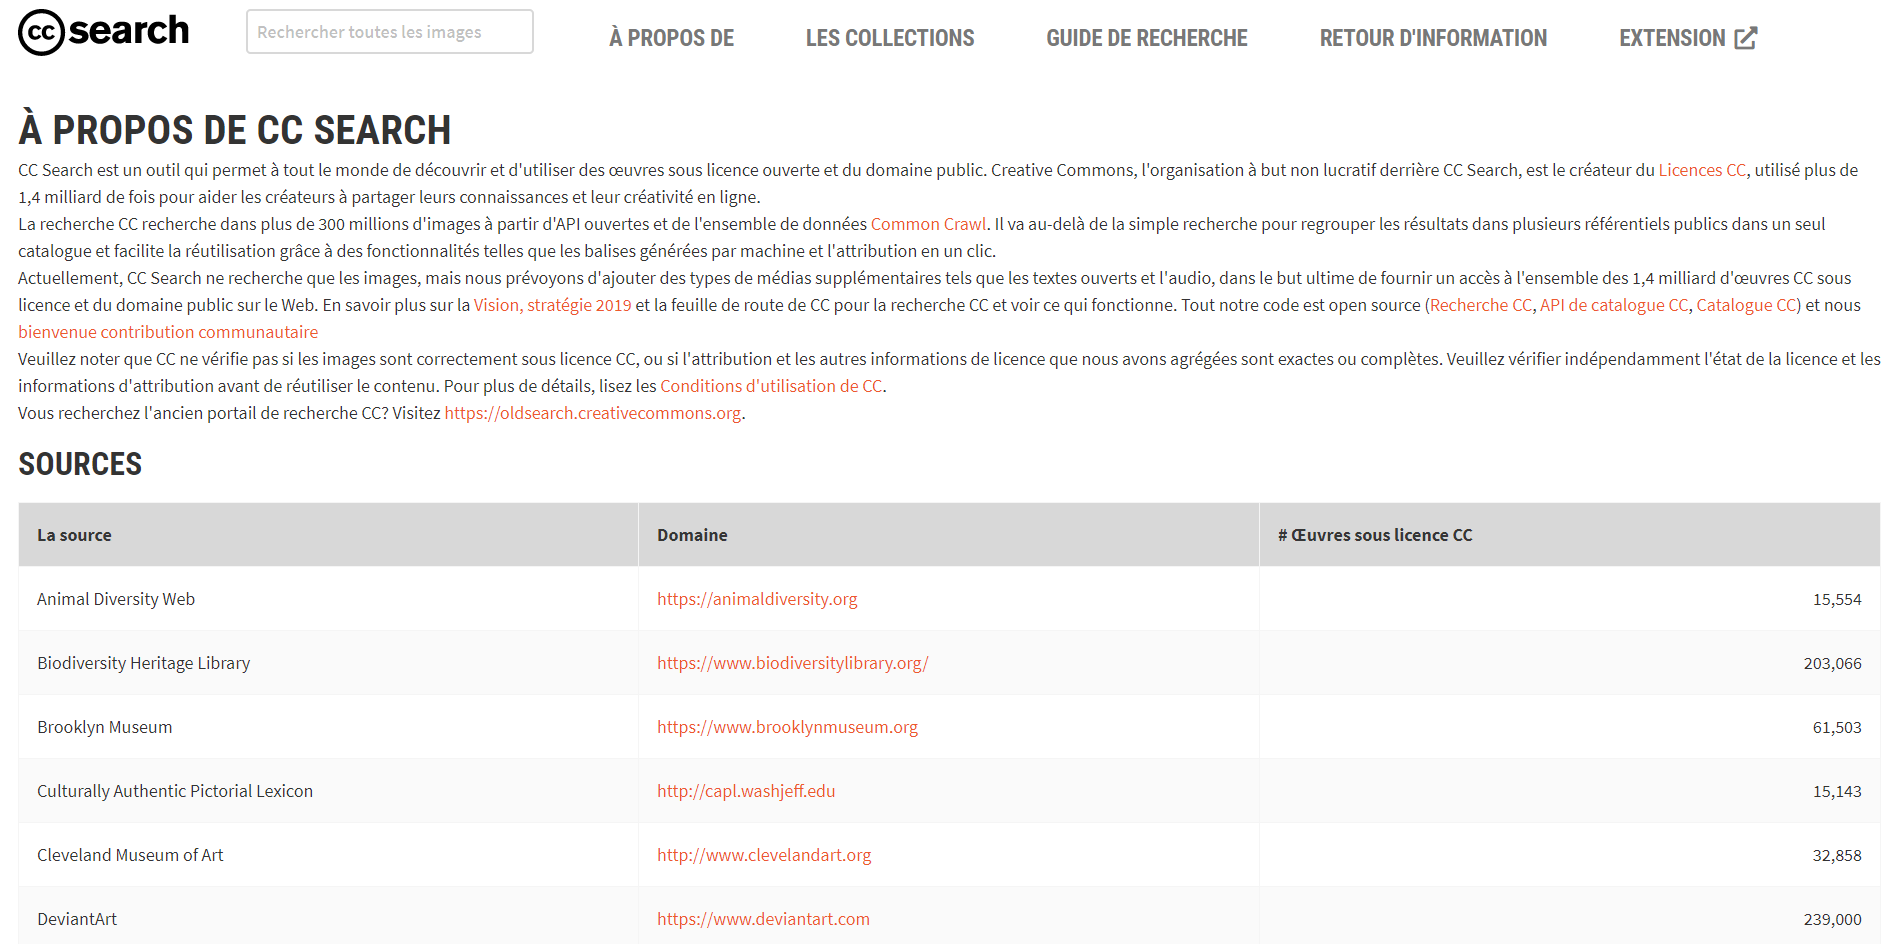 cc search
Rechercher toutes les images
À PROPOS DE
LES COLLECTIONS
GUIDE DE RECHERCHE
RETOUR D'INFORMATION
EXTENSION
À PROPOS DE CC SEARCH
CC Search est un outil qui permet à tout le monde de découvrir et d'utiliser des œuvres sous licence ouverte et du domaine public. Creative Commons, l'organisation à but non lucratif derrière CC Search, est le créateur du Licences CC, utilisé plus de
1,4 milliard de fois pour aider les créateurs à partager leurs connaissances et leur créativité en ligne.
La recherche CC recherche dans plus de 300 millions d'images à partir d'API ouvertes et de l'ensemble de données Common Crawl. Il va au-delà de la simple recherche pour regrouper les résultats dans plusieurs référentiels publics dans un seul
catalogue et facilite la réutilisation grâce à des fonctionnalités telles que les balises générées par machine et l'attribution en un clic.
Actuellement, CC Search ne recherche que les images, mais nous prévoyons d'ajouter des types de médias supplémentaires tels que les textes ouverts et l'audio, dans le but ultime de fournir un accès à l'ensemble des 1,4 milliard d'œuvres CC sous
licence et du domaine public sur le Web. En savoir plus sur la Vision, stratégie 2019 et la feuille de route de CC pour la recherche CC et voir ce qui fonctionne. Tout notre code est open source (Recherche CC, API de catalogue CC, Catalogue CC) et nous
bienvenue contribution communautaire
Veuillez noter que CC ne vérifie pas si les images sont correctement sous licence CC, ou si l'attribution et les autres informations de licence que nous avons agrégées sont exactes ou complètes. Veuillez vérifier indépendamment l'état de la licence et les
informations d'attribution avant de réutiliser le contenu. Pour plus de détails, lisez les Conditions d'utilisation de CC.
Vous recherchez l'ancien portail de recherche CC? Visitez https://oldsearch.creativecommons.org.
SOURCES
La source Domaine # Œuvres sous licence CC
Animal Diversity Web https://animaldiversity.org 15,554
Biodiversity Heritage Library https://www.biodiversitylibrary.org/ 203,066
Brooklyn Museum https://www.brooklynmuseum.org 61,503
Culturally Authentic Pictorial Lexicon http://capl.washjeff.edu 15,143
Cleveland Museum of Art http://www.clevelandart.org 32,858
DeviantArt https://www.deviantart.com 239,000